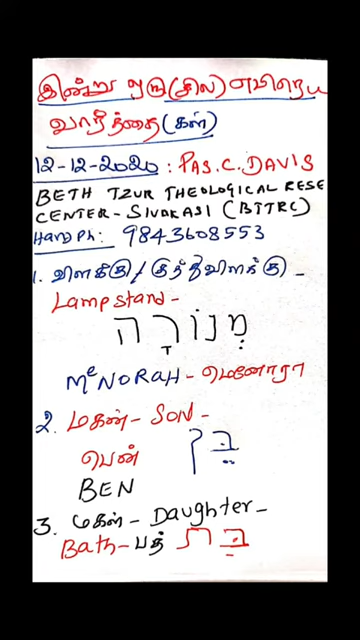 இன்று ஒரு(சில) எபிரெய
வார்த்தை(கள்)
12-12-2020: PAS.C.DAVIS
BETH TZUR THEOLOGICAL RESE
CENTER-SIVAKASI (BTTRC)
Hand Ph: 9843608553
1. விளக்கு/குத்துவிளக்கு-
Lampstand-
מְנוֹרָה
MeNORAH-மெனோரா
2. மகன்-SON-
பென் בֵּן
BEN
3. மகள்-Daughter-
Bath-பத் בַּת